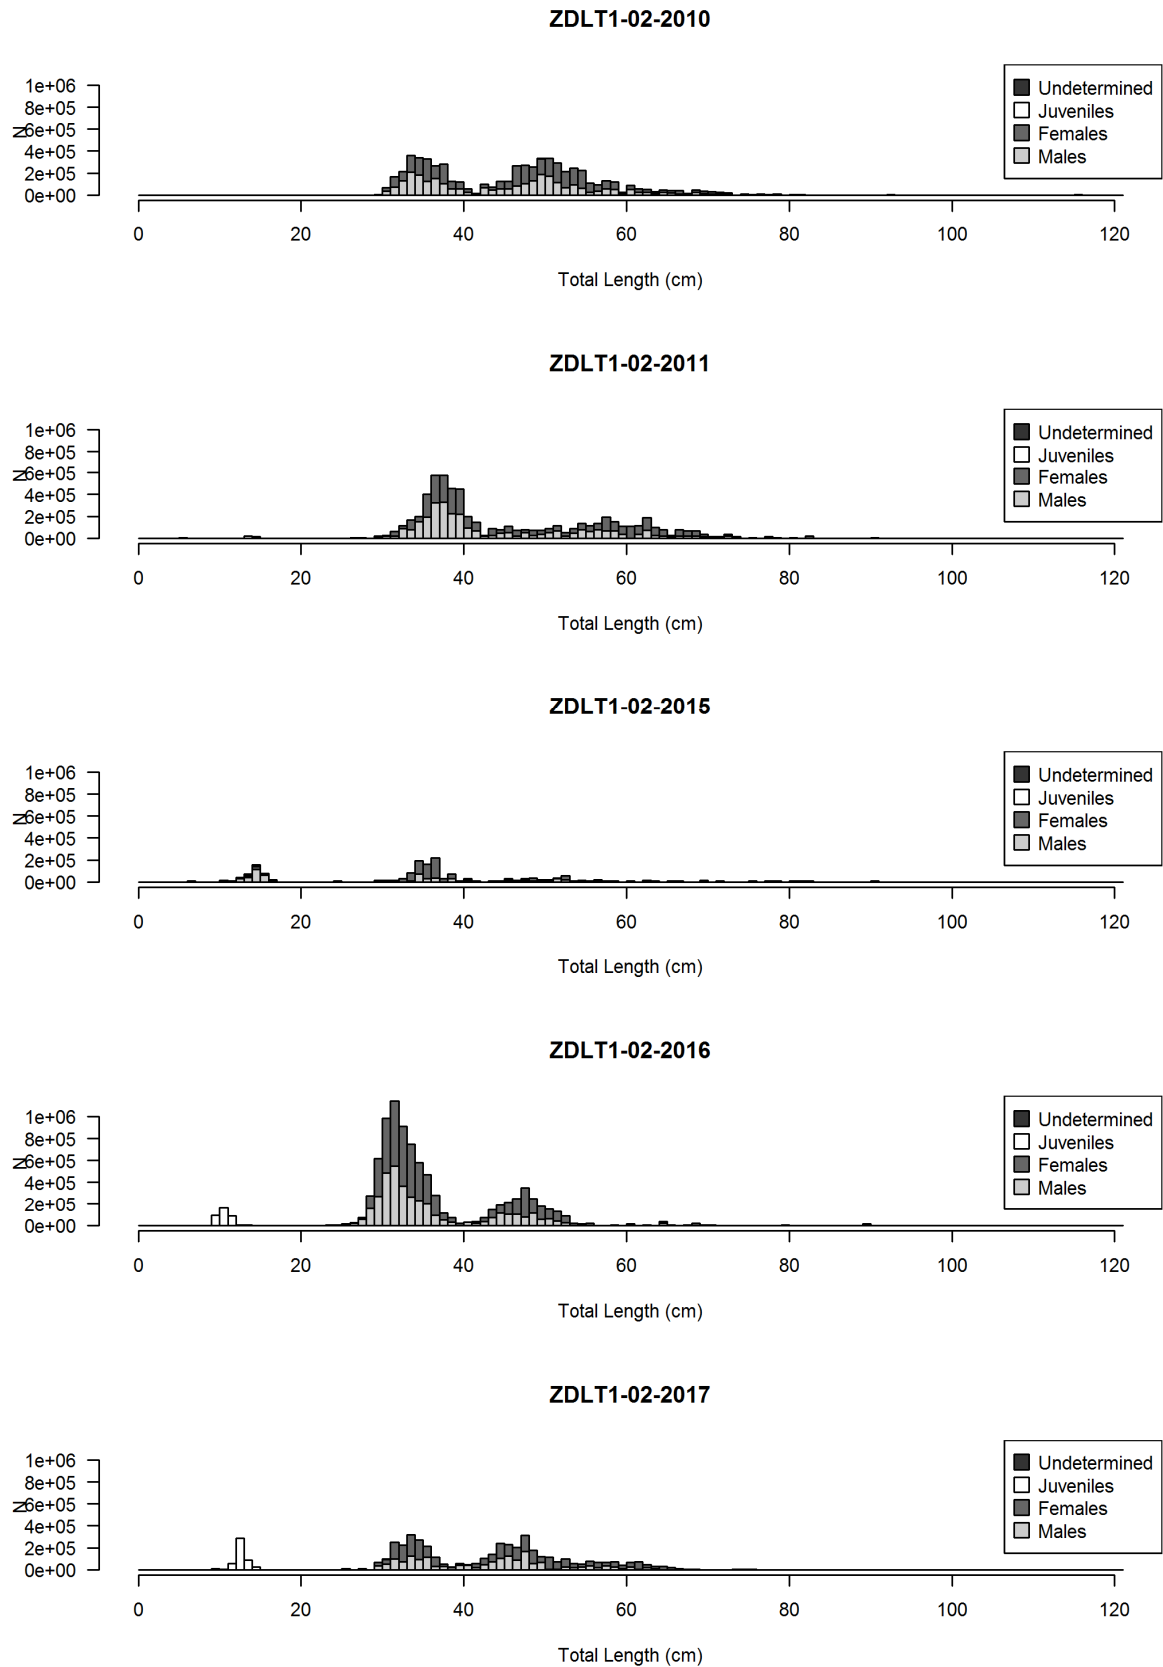 ZDLT1-02-2010
N
1e+06
8e+05
6e+05
4e+05
2e+05
0e+00
Undetermined
Juveniles
Females
Males
0 20 40 60 80 100 120
Total Length (cm)
ZDLT1-02-2011
N
1e+06
8e+05
6e+05
4e+05
2e+05
0e+00
Undetermined
Juveniles
Females
Males
0 20 40 60 80 100 120
Total Length (cm)
ZDLT1-02-2015
N
1e+06
8e+05
6e+05
4e+05
2e+05
0e+00
Undetermined
Juveniles
Females
Males
0 20 40 60 80 100 120
Total Length (cm)
ZDLT1-02-2016
N
1e+06
8e+05
6e+05
4e+05
2e+05
0e+00
Undetermined
Juveniles
Females
Males
0 20 40 60 80 100 120
Total Length (cm)
ZDLT1-02-2017
N
1e+06
8e+05
6e+05
4e+05
2e+05
0e+00
Undetermined
Juveniles
Females
Males
0 20 40 60 80 100 120
Total Length (cm)